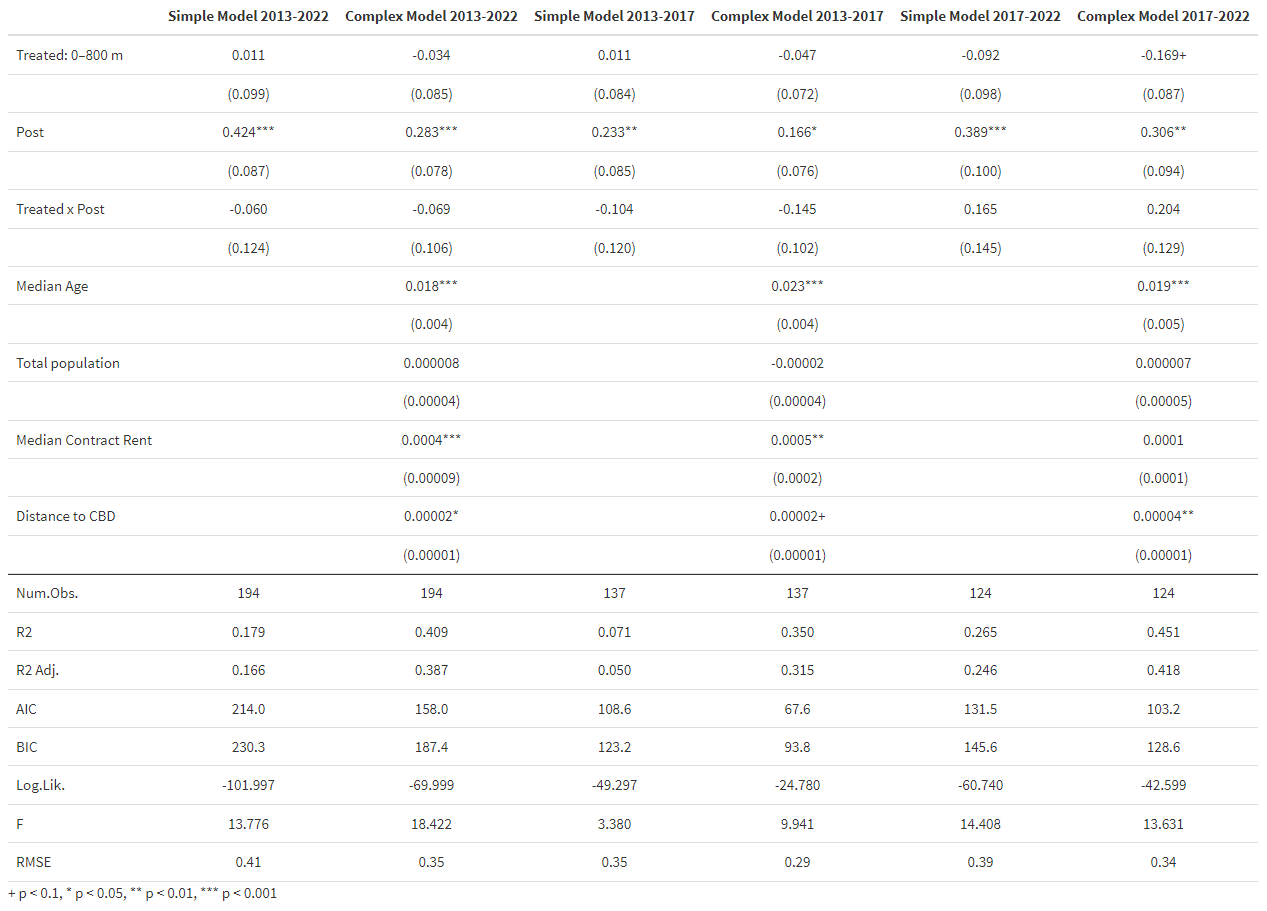 Simple Model 2013-2022 Complex Model 2013-2022 Simple Model 2013-2017 Complex Model 2013-2017 Simple Model 2017-2022 Complex Model 2017-2022
Treated: 0–800 m 0.011 -0.034 0.011 -0.047 -0.092 -0.169+
(0.099) (0.085) (0.084) (0.072) (0.098) (0.087)
Post 0.424*** 0.283*** 0.233** 0.166* 0.389*** 0.306**
(0.087) (0.078) (0.085) (0.076) (0.100) (0.094)
Treated x Post -0.060 -0.069 -0.104 -0.145 0.165 0.204
(0.124) (0.106) (0.120) (0.102) (0.145) (0.129)
Median Age 0.018*** 0.023*** 0.019***
(0.004) (0.004) (0.005)
Total population 0.000008 -0.00002 0.000007
(0.00004) (0.00004) (0.00005)
Median Contract Rent 0.0004*** 0.0005** 0.0001
(0.00009) (0.0002) (0.0001)
Distance to CBD 0.00002* 0.00002+ 0.00004**
(0.00001) (0.00001) (0.00001)
Num.Obs. 194 194 137 137 124 124
R2 0.179 0.409 0.071 0.350 0.265 0.451
R2 Adj. 0.166 0.387 0.050 0.315 0.246 0.418
AIC 214.0 158.0 108.6 67.6 131.5 103.2
BIC 230.3 187.4 123.2 93.8 145.6 128.6
Log.Lik. -101.997 -69.999 -49.297 -24.780 -60.740 -42.599
F 13.776 18.422 3.380 9.941 14.408 13.631
RMSE 0.41 0.35 0.35 0.29 0.39 0.34
+ p < 0.1, * p < 0.05, ** p < 0.01, *** p < 0.001